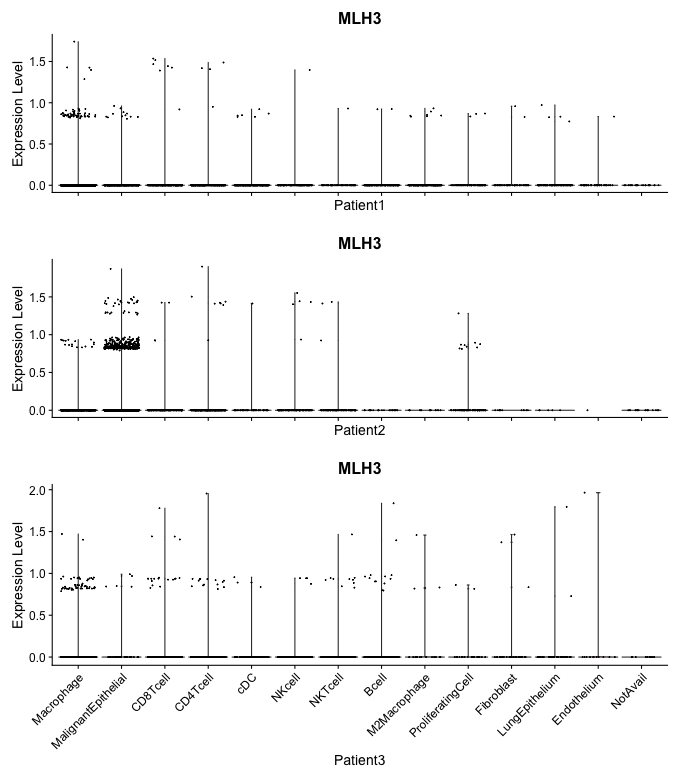 MLH3
Expression Level
1.5
1.0
0.5
0.0
Patient1
MLH3
Expression Level
1.5
1.0
0.5
0.0
Patient2
MLH3
Expression Level
2.0
1.5
1.0
0.5
0.0
Macrophage
MalignantEpithelial
CD8Tcell
CD4Tcell
cDC
NKcell
NKTcell
Bcell
M2Macrophage
ProliferatingCell
Fibroblast
LungEpithelium
Endothelium
NotAvail
Patient3